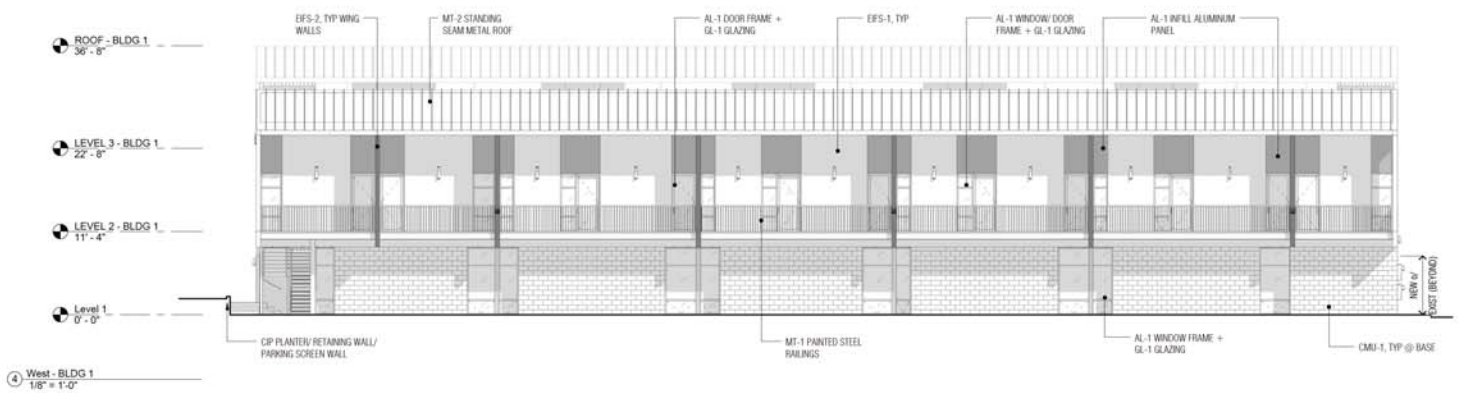 EIFS-2, TYP WING
WALLS
MT-2 STANDING
SEAM METAL ROOF
AL-1 DOOR FRAME +
GL-1 GLAZING
EIFS-1, TYP
AL-1 WINDOW/ DOOR
FRAME + GL-1 GLAZING
AL-1 INFILL ALUMINUM
PANEL
ROOF - BLDG 1
36' - 8"
LEVEL 3 - BLDG 1
22' - 8"
LEVEL 2 - BLDG 1
11' - 4"
Level 1
0' - 0"
NEW o/
EXIST (BEYOND)
CIP PLANTER/ RETAINING WALL/
PARKING SCREEN WALL
MT-1 PAINTED STEEL
RAILINGS
AL-1 WINDOW FRAME +
GL-1 GLAZING
CMU-1, TYP @ BASE
4
West - BLDG 1
1/8" = 1'-0"